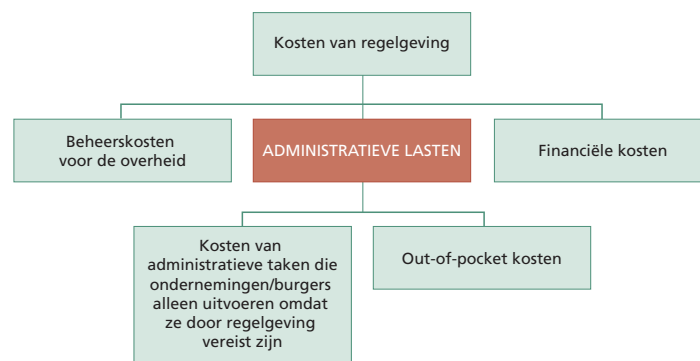 Kosten van regelgeving
Beheerskosten
voor de overheid
ADMINISTRATIEVE LASTEN
Financiële kosten
Kosten van
administratieve taken die
ondernemingen/burgers
alleen uitvoeren omdat
ze door regelgeving
vereist zijn
Out-of-pocket kosten